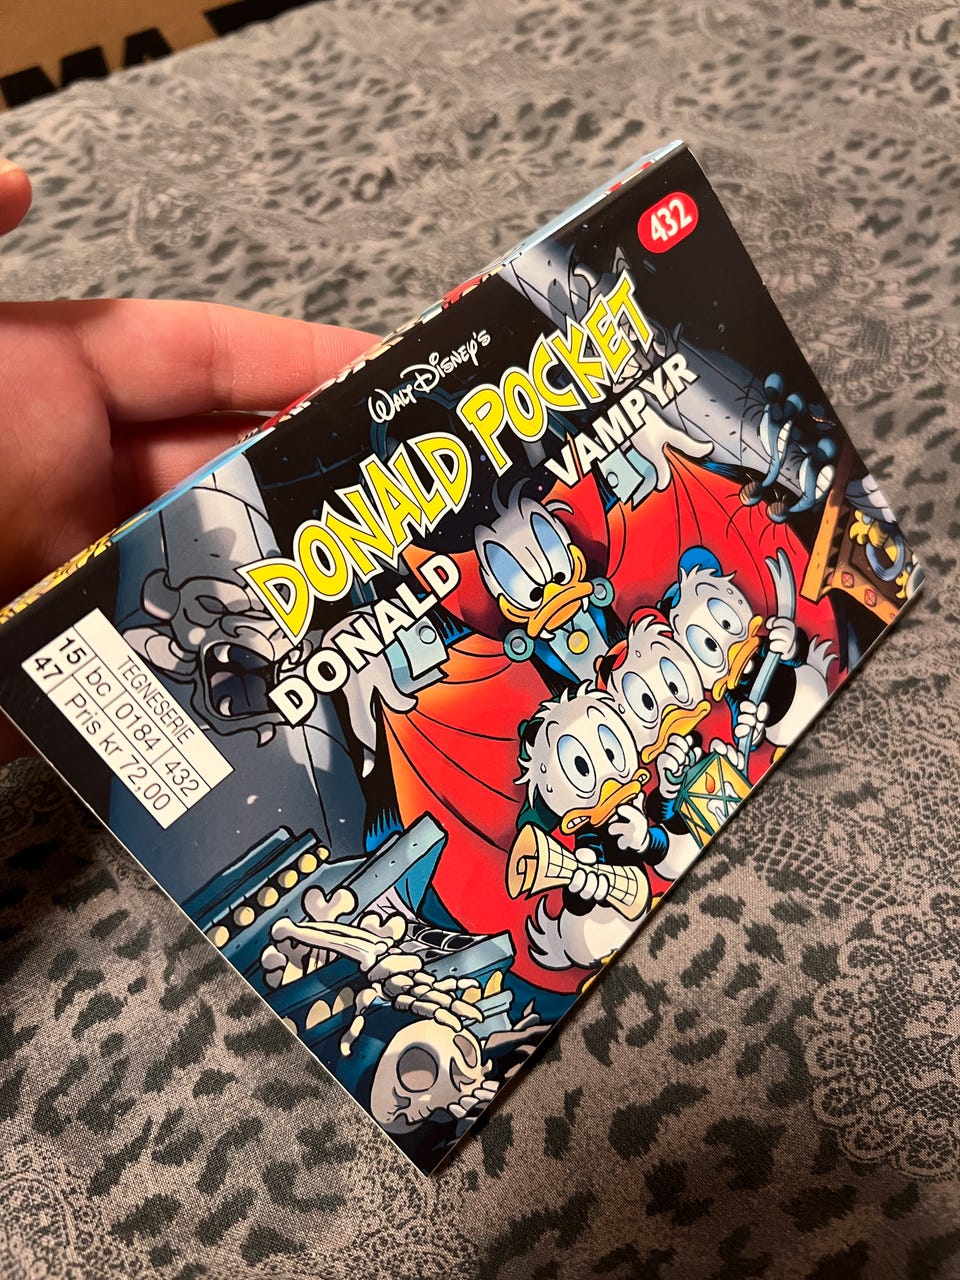 432
Walt Disney's
DONALD POCKET
DONALD VAMPYR
TEGNESERIE
15 bc 0184 432
47 Pris kr 72,00